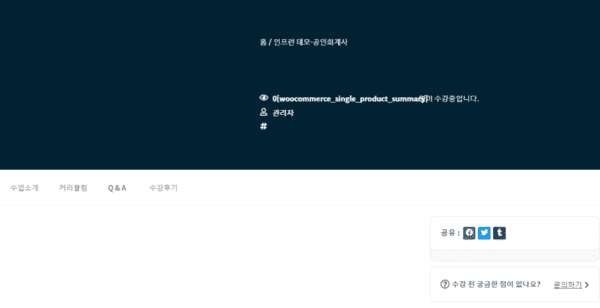 홈 / 인프런 데모-공인회계사
0[woocommerce_single_product_summary] 수강중입니다.
관리자
#
수업소개 커리큘럼 Q & A 수강후기
공유 :
수강 전 궁금한 점이 있나요? 문의하기